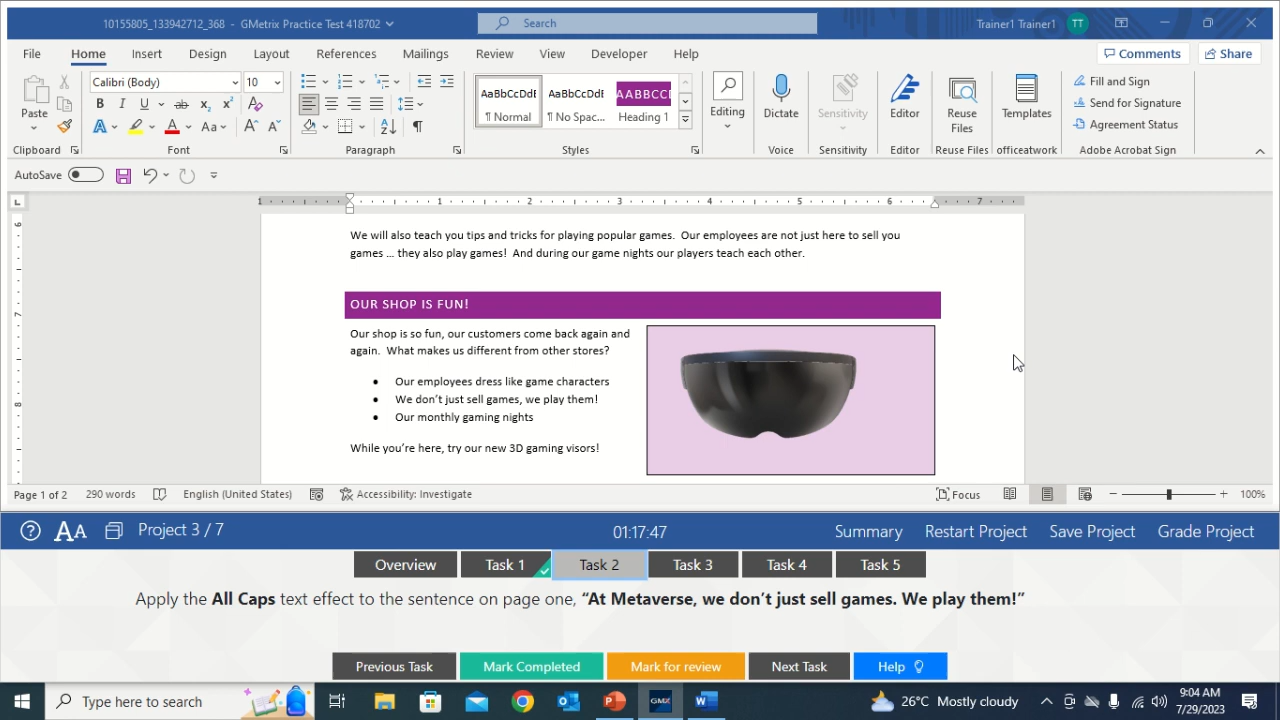 10155805_133942712_368 - GMetrix Practice Test 418702
Search
Trainer1 Trainer1 TT
File Home Insert Design Layout References Mailings Review View Developer Help Comments Share
Paste
Clipboard
Calibri (Body) 10
Font
Paragraph
AaBbCcDdE AaBbCcDdE AABBCCI
¶ Normal ¶ No Spac... Heading 1
Styles
Editing
Dictate
Voice
Sensitivity
Sensitivity
Editor
Editor
Reuse Files
Reuse Files
Templates
officeatwork
Fill and Sign
Send for Signature
Agreement Status
Adobe Acrobat Sign
AutoSave
1 1 2 3 4 5 6 7
We will also teach you tips and tricks for playing popular games. Our employees are not just here to sell you
games … they also play games! And during our game nights our players teach each other.
OUR SHOP IS FUN!
Our shop is so fun, our customers come back again and
again. What makes us different from other stores?
• Our employees dress like game characters
• We don't just sell games, we play them!
• Our monthly gaming nights
While you're here, try our new 3D gaming visors!
6
7
8
Page 1 of 2 290 words English (United States) Accessibility: Investigate Focus 100%
Project 3 / 7 01:17:47 Summary Restart Project Save Project Grade Project
Overview Task 1 Task 2 Task 3 Task 4 Task 5
Apply the All Caps text effect to the sentence on page one, “At Metaverse, we don’t just sell games. We play them!”
Previous Task Mark Completed Mark for review Next Task Help
Type here to search
GMX
26°C Mostly cloudy
9:04 AM
7/29/2023